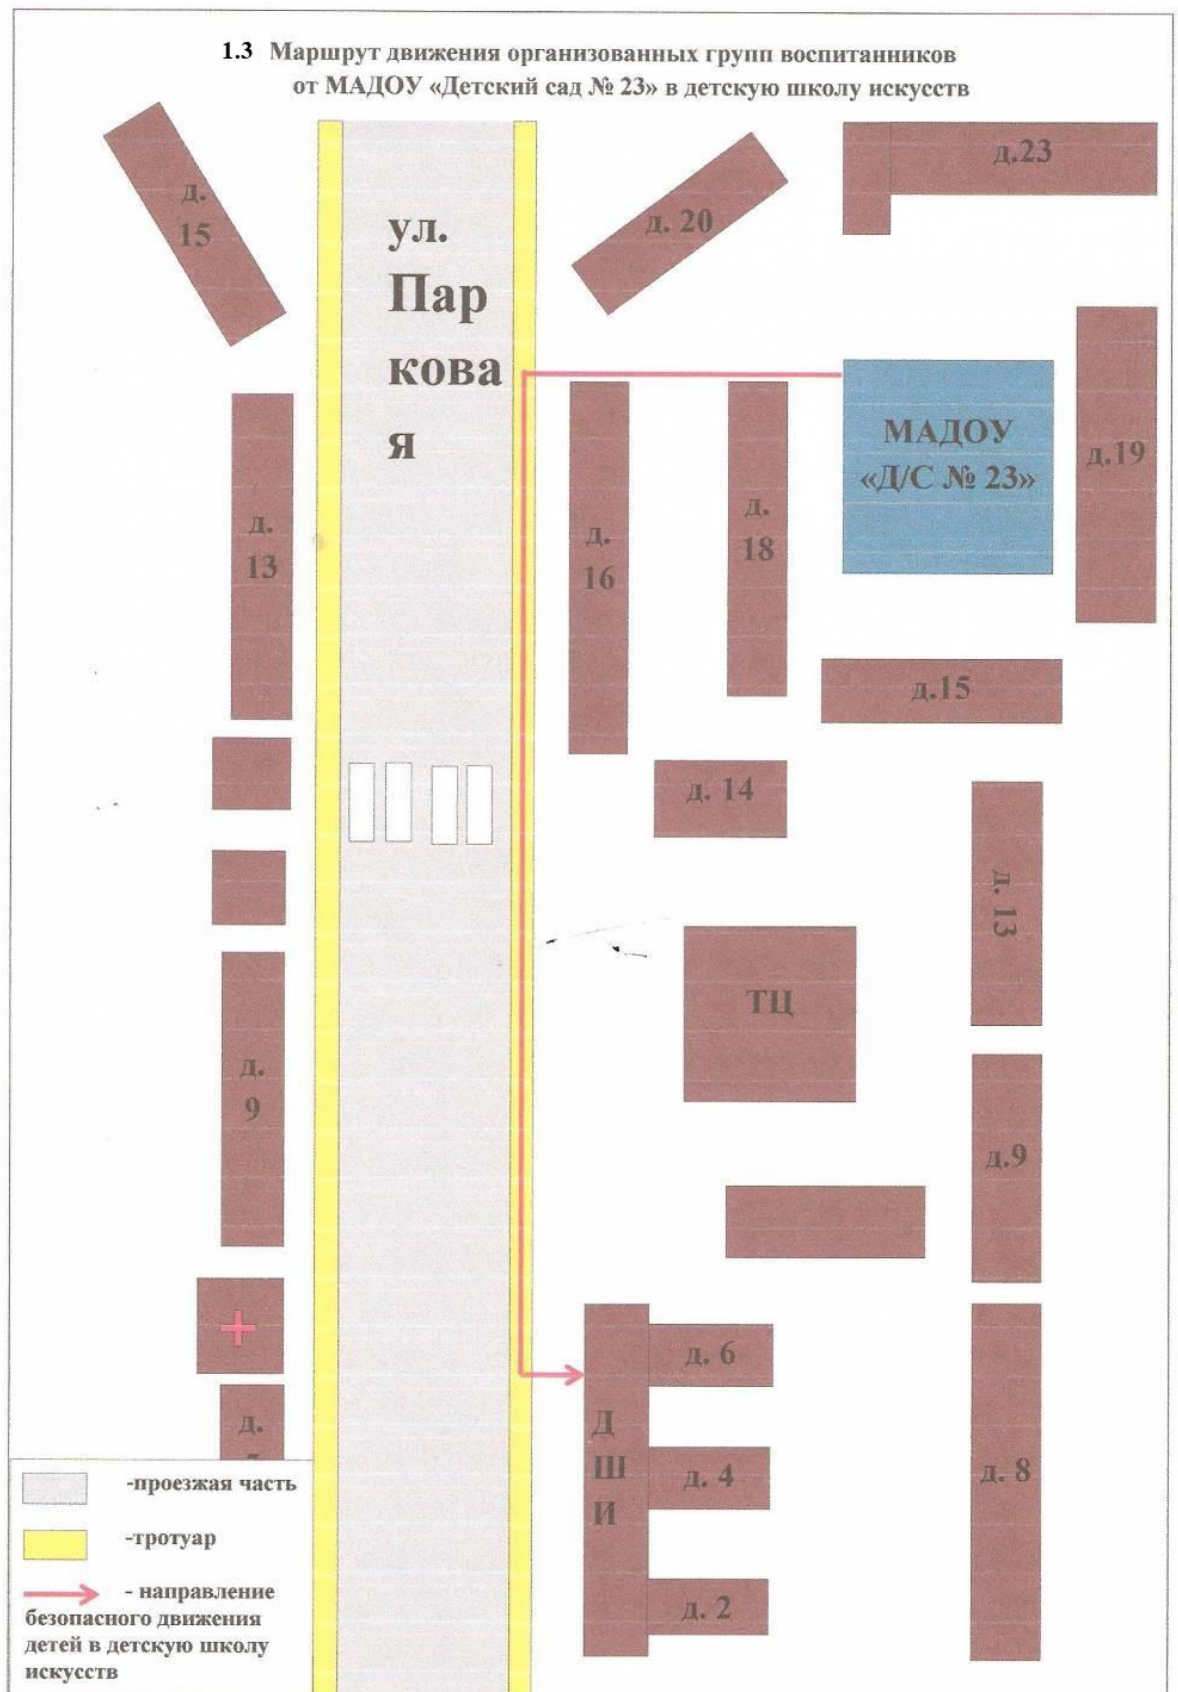 1.3 Маршрут движения организованных групп воспитанников
от МАДОУ «Детский сад № 23» в детскую школу искусств
д.
15
ул.
Пар
кова
я
д. 20
д.23
МАДОУ
«Д/С № 23»
д.19
д.
13
д.
16
д.
18
д.15
д. 14
д. 13
ТЦ
д.
9
д.9
д. 6
д.
Д
Ш
И
д. 4
д. 8
д. 2
-проезжая часть
-тротуар
- направление
безопасного движения
детей в детскую школу
искусств